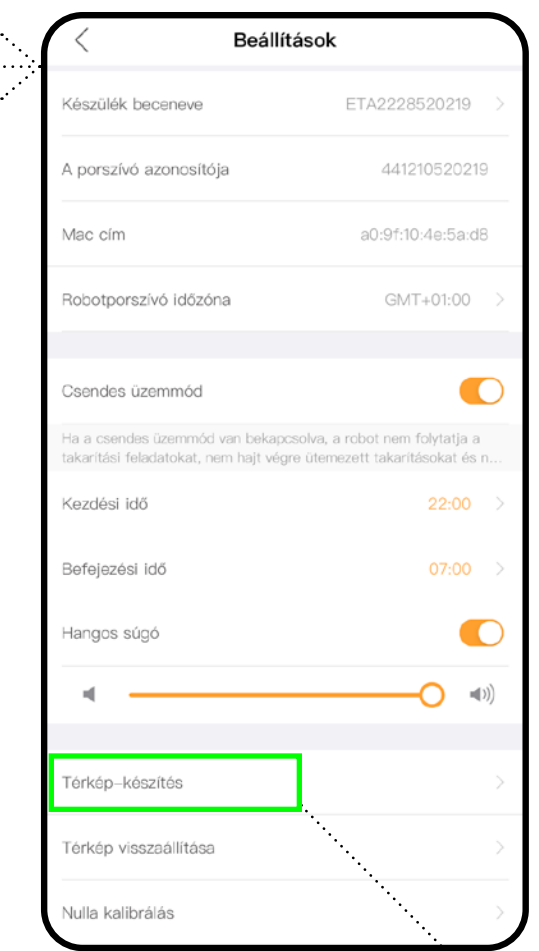 Beállítások
Készülék beceneve ETA2228520219
A porszívó azonosítója 441210520219
Mac cím a0:9f:10:4e:5a:d8
Robotporszívó időzóna GMT+01:00
Csendes üzemmód
Ha a csendes üzemmód van bekapcsolva, a robot nem folytatja a
takarítási feladatokat, nem hajt végre ütemezett takarításokat és n...
Kezdési idő 22:00
Befejezési idő 07:00
Hangos súgó
Térkép-készítés
Térkép visszaállítása
Nulla kalibrálás